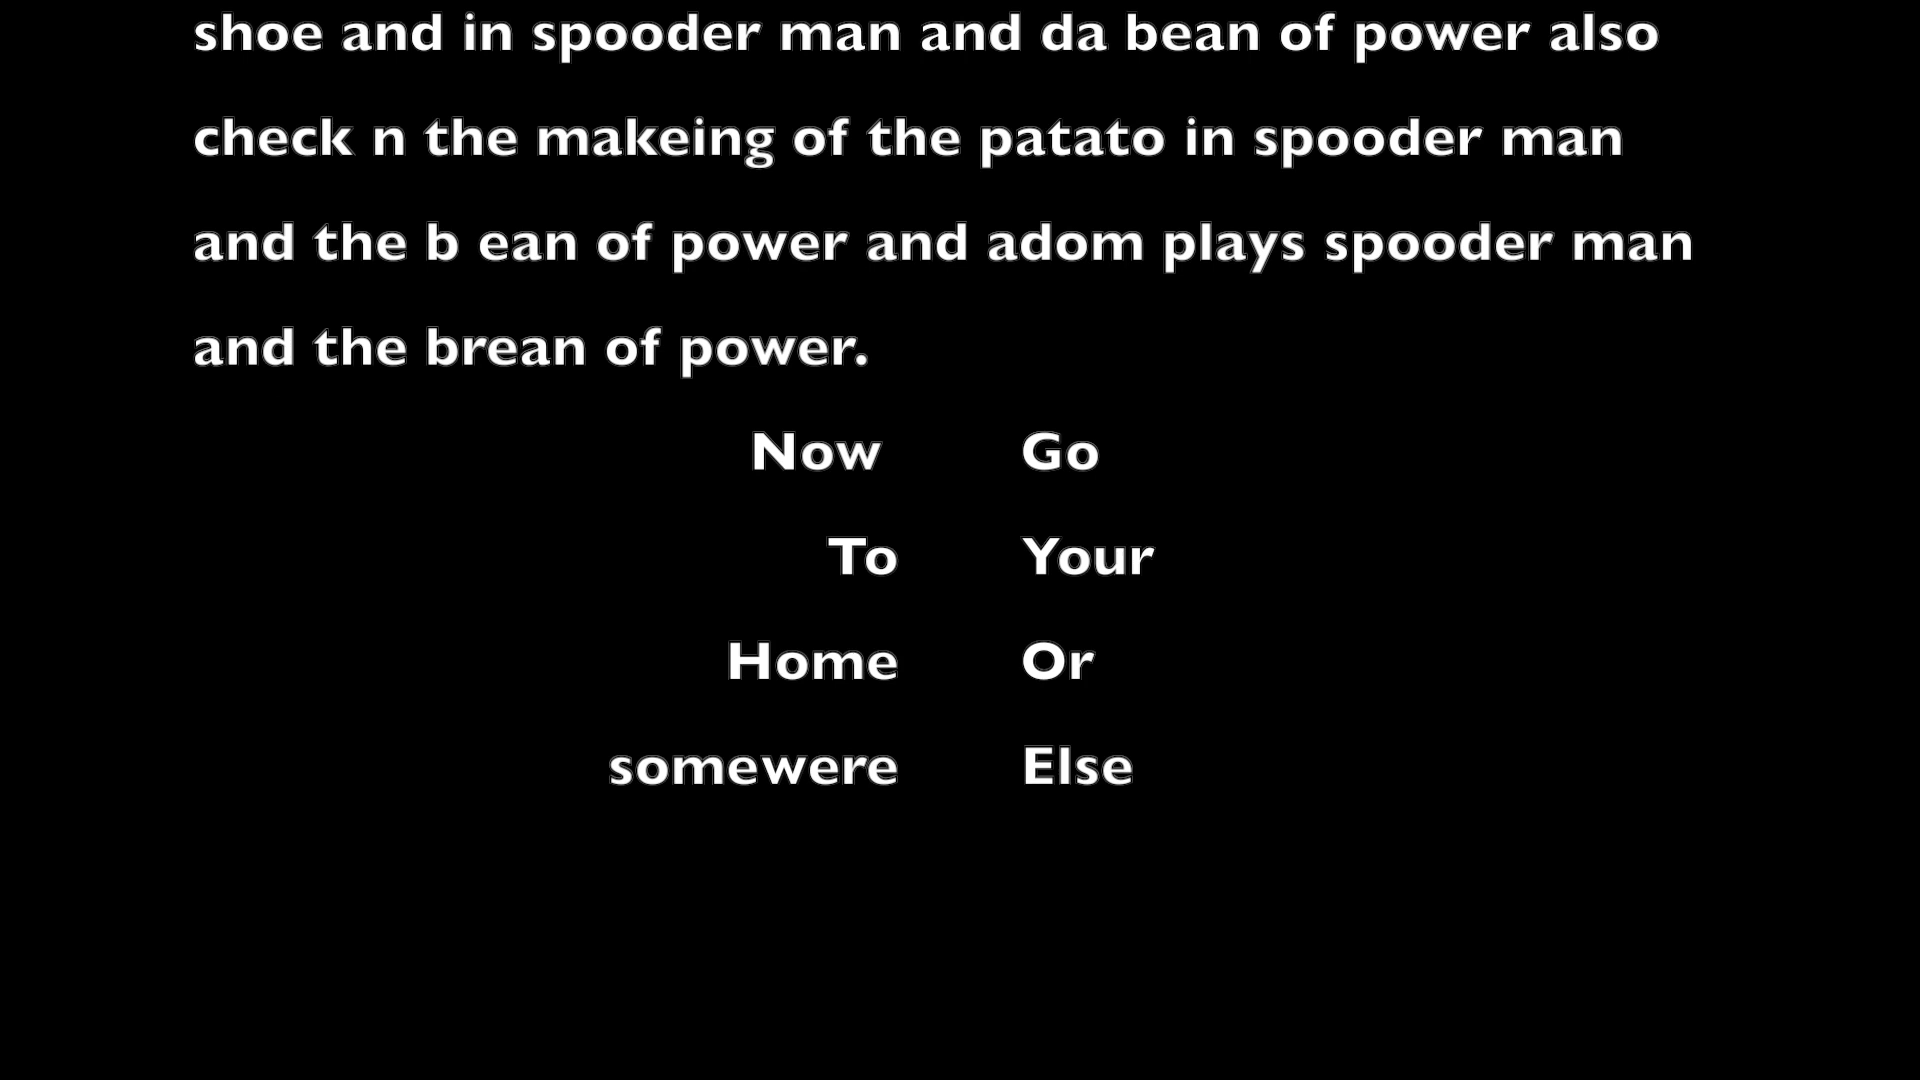 shoe and in spooder man and da bean of power also
check n the makeing of the patato in spooder man
and the b ean of power and adom plays spooder man
and the brean of power.
Now Go
To Your
Home Or
somewere Else